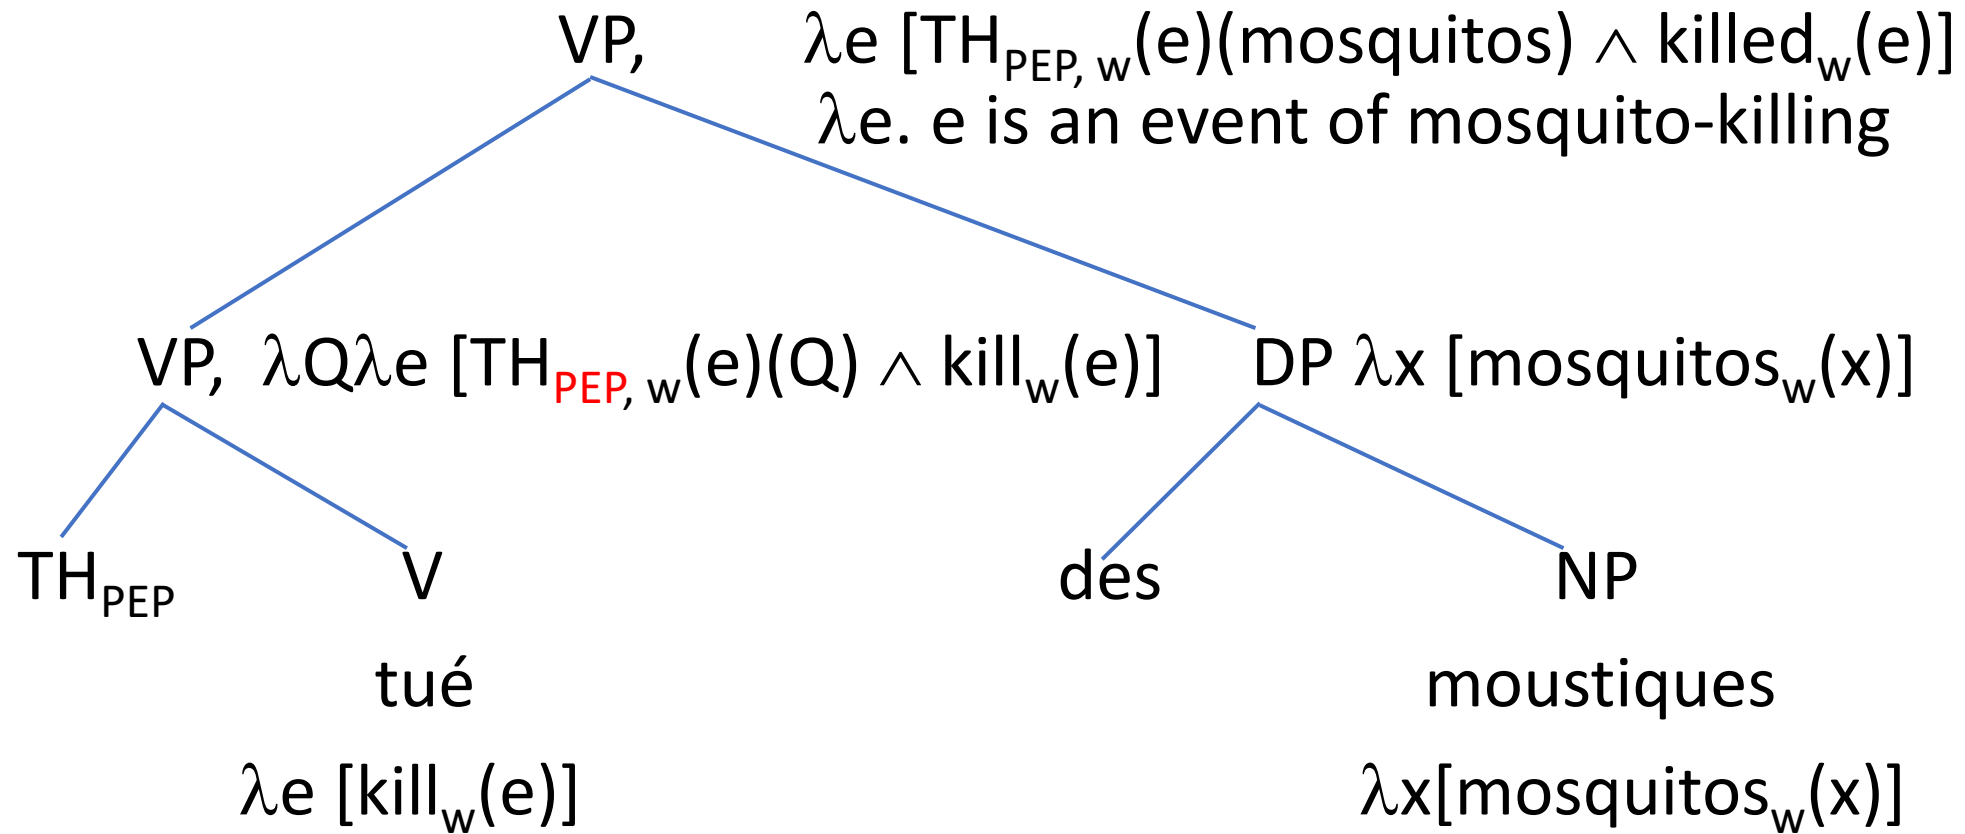 VP, λe [TH_PEP, w(e)(mosquitos) ∧ killed_w(e)]
λe. e is an event of mosquito-killing
VP, λQλe [TH_PEP, w(e)(Q) ∧ kill_w(e)] DP λx [mosquitos_w(x)]
TH_PEP V des NP
tué moustiques
λe [kill_w(e)] λx[mosquitos_w(x)]